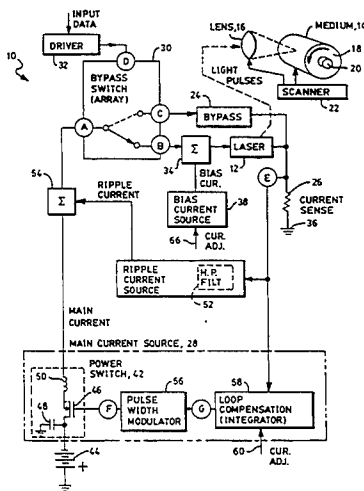 INPUT DATA
LENS, 16
MEDIUM, 10
10
DRIVER
32
D
30
18
20
LIGHT PULSES
SCANNER
22
BYPASS SWITCH (ARRAY)
24
C
BYPASS
A
B
Σ
LASER
34
12
BIAS CUR.
E
26
CURRENT SENSE
36
54
Σ
RIPPLE CURRENT
BIAS CURRENT SOURCE
38
66
CUR. ADJ.
RIPPLE CURRENT SOURCE
H.P. FILT
52
MAIN CURRENT
MAIN CURRENT SOURCE, 28
POWER SWITCH, 42
50
46
56
58
48
F
PULSE WIDTH MODULATOR
G
LOOP COMPENSATION (INTEGRATOR)
44
+
60
CUR. ADJ.